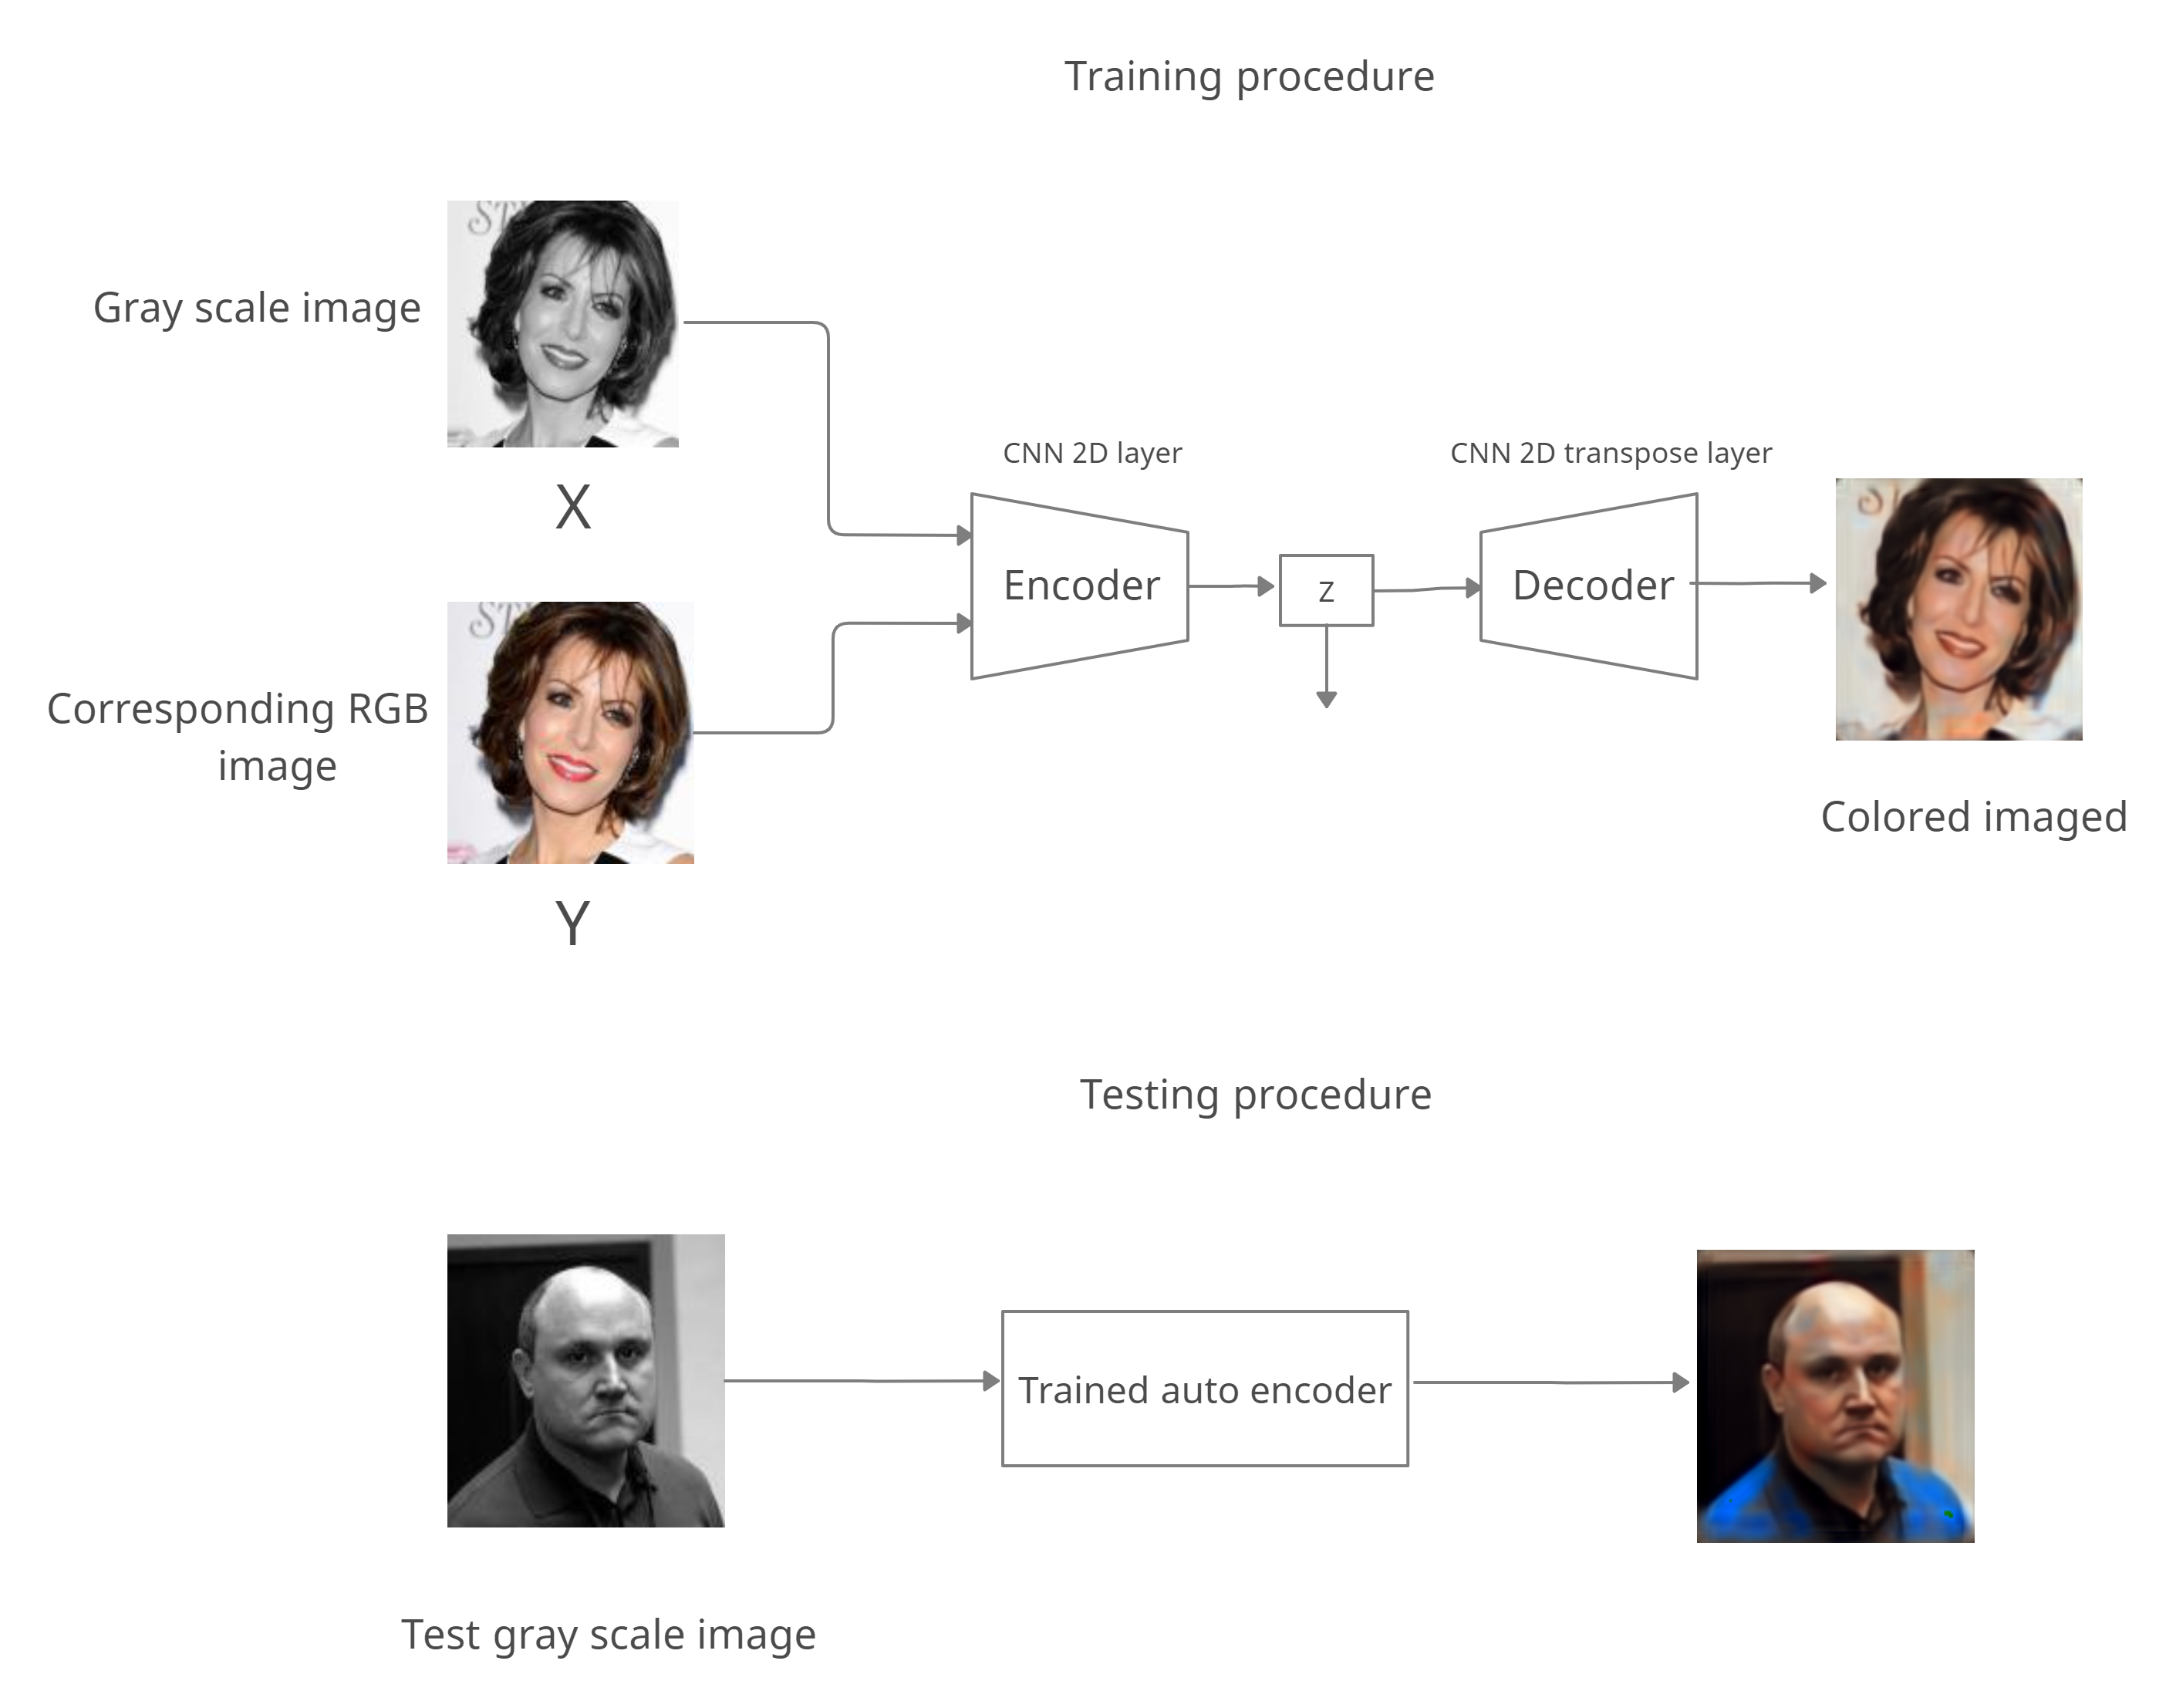 Training procedure
Gray scale image
X
CNN 2D layer
CNN 2D transpose layer
Encoder
z
Decoder
Corresponding RGB
image
Colored imaged
Y
Testing procedure
Trained auto encoder
Test gray scale image